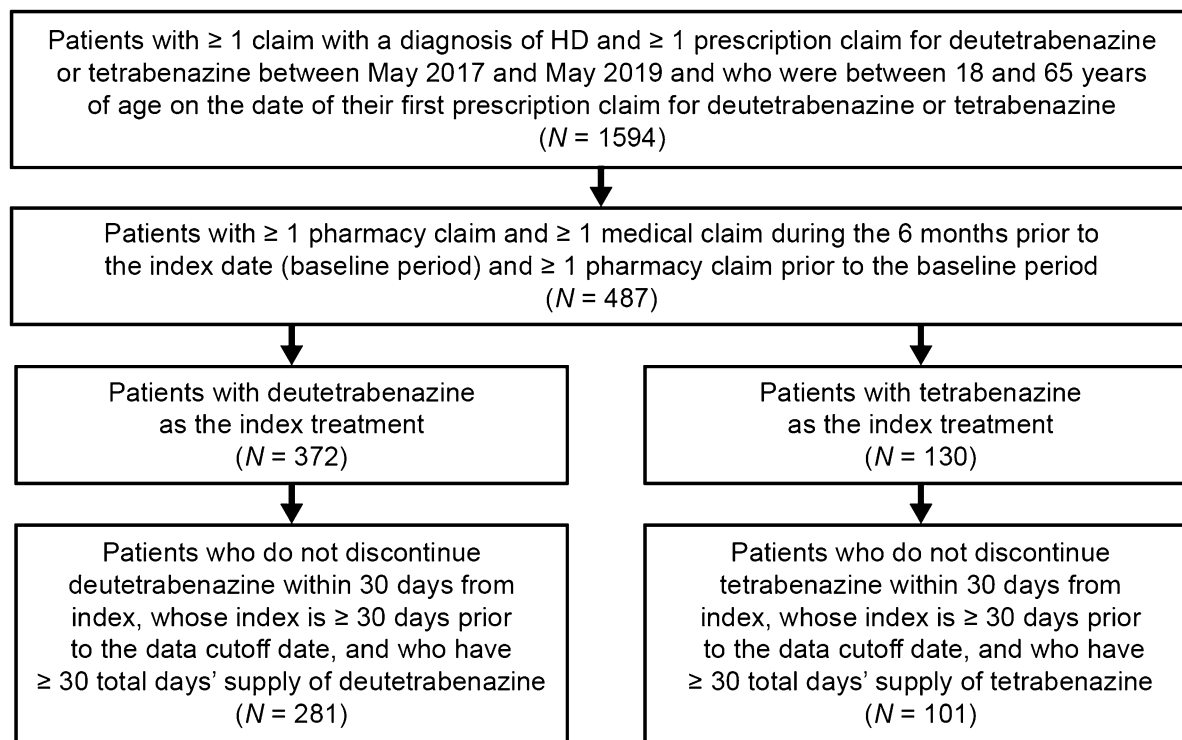 Patients with ≥ 1 claim with a diagnosis of HD and ≥ 1 prescription claim for deutetrabenazine
or tetrabenazine between May 2017 and May 2019 and who were between 18 and 65 years
of age on the date of their first prescription claim for deutetrabenazine or tetrabenazine
(N = 1594)
Patients with ≥ 1 pharmacy claim and ≥ 1 medical claim during the 6 months prior to
the index date (baseline period) and ≥ 1 pharmacy claim prior to the baseline period
(N = 487)
Patients with deutetrabenazine
as the index treatment
(N = 372)
Patients with tetrabenazine
as the index treatment
(N = 130)
Patients who do not discontinue
deutetrabenazine within 30 days from
index, whose index is ≥ 30 days prior
to the data cutoff date, and who have
≥ 30 total days’ supply of deutetrabenazine
(N = 281)
Patients who do not discontinue
tetrabenazine within 30 days from
index, whose index is ≥ 30 days prior
to the data cutoff date, and who have
≥ 30 total days’ supply of tetrabenazine
(N = 101)